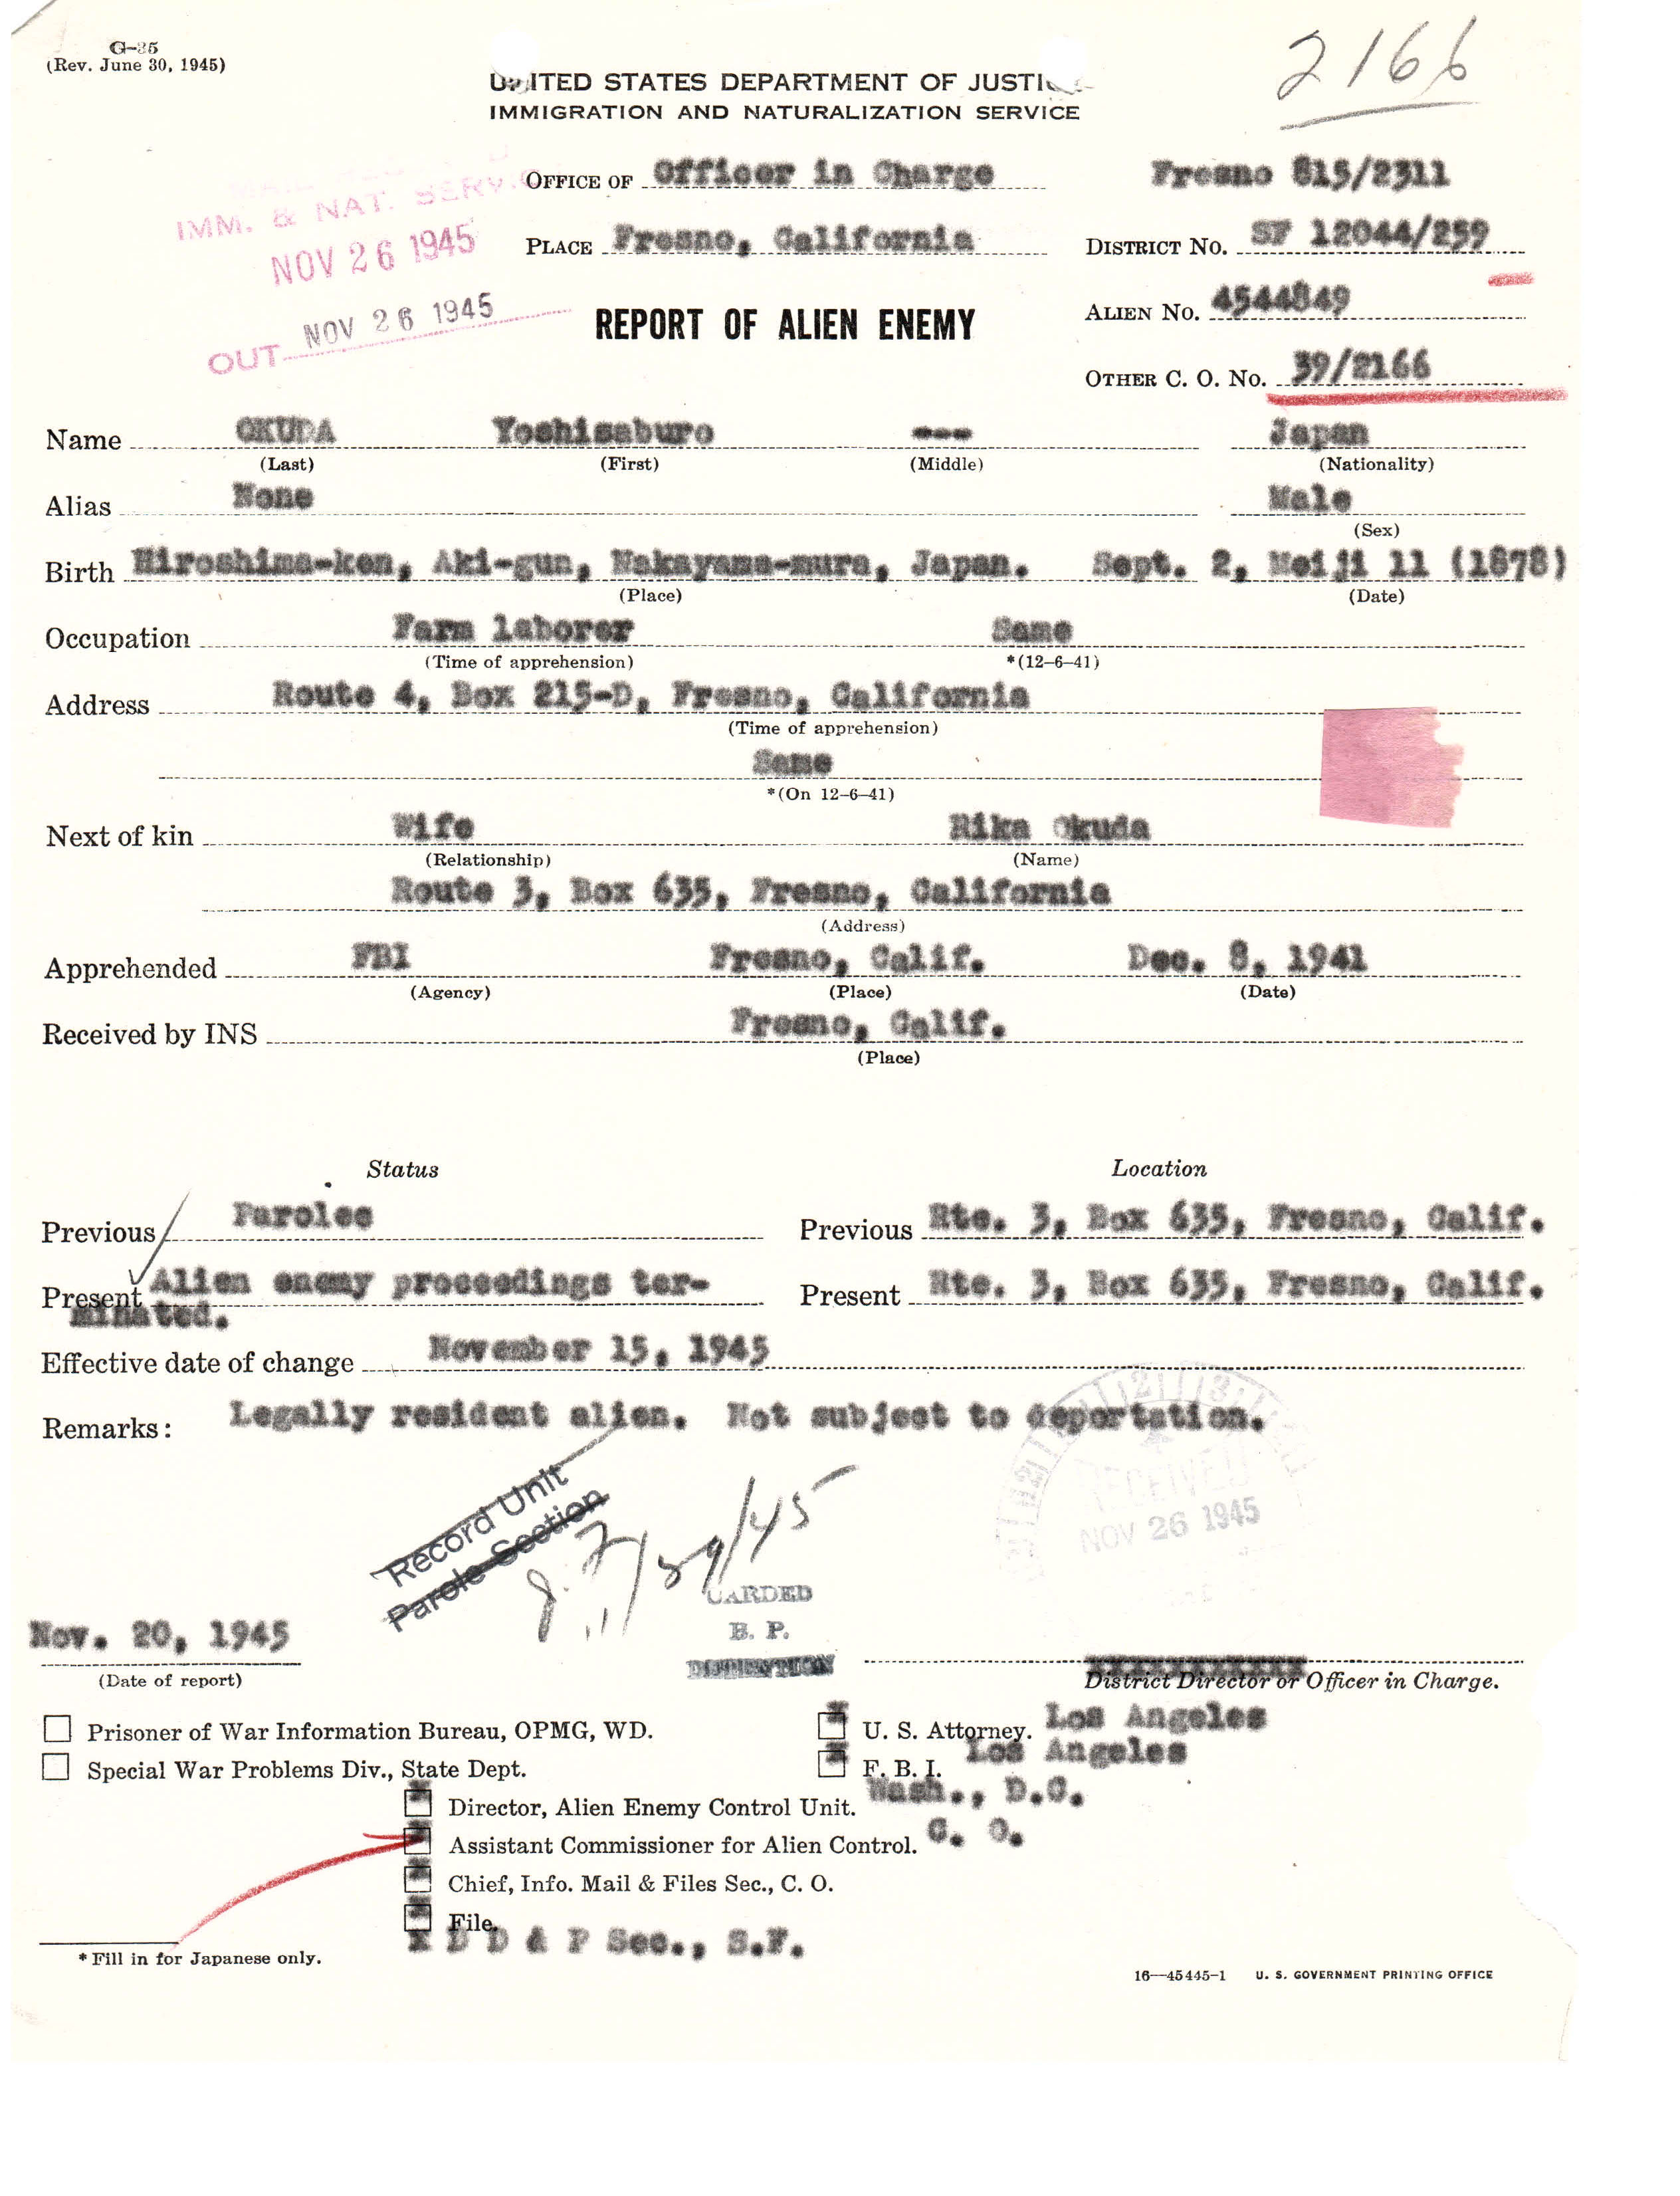 G-35
(Rev. June 30, 1945)
2166
UNITED STATES DEPARTMENT OF JUSTICE
IMMIGRATION AND NATURALIZATION SERVICE
IMM. & NAT. SERV.
NOV 26 1945
OUT NOV 26 1945
OFFICE OF Officer in Charge
Fresno 815/2311
PLACE Fresno, California
DISTRICT NO. SF 12044/259
REPORT OF ALIEN ENEMY
ALIEN NO. 4544849
OTHER C. O. NO. 39/2166
Name OKUDA Yoshisaburo --- Japan
(Last) (First) (Middle) (Nationality)
Alias None Male
(Sex)
Birth Hiroshima-ken, Aki-gun, Nakayama-mura, Japan. Sept. 2, Meiji 11 (1878)
(Place) (Date)
Occupation Farm laborer Same
(Time of apprehension) *(12-6-41)
Address Route 4, Box 215-D, Fresno, California
(Time of apprehension)
Same
*(On 12-6-41)
Next of kin Wife Rika Okuda
(Relationship) (Name)
Route 3, Box 635, Fresno, California
(Address)
Apprehended FBI Fresno, Calif. Dec. 8, 1941
(Agency) (Place) (Date)
Received by INS Fresno, Calif.
(Place)
Status Location
Previous Parolee Previous Rte. 3, Box 635, Fresno, Calif.
Present Alien enemy proceedings ter- Present Rte. 3, Box 635, Fresno, Calif.
minated.
Effective date of change November 15, 1945
Remarks: Legally resident alien. Not subject to deportation.
Record Unit
Parole Section
RECEIVED
NOV 26 1945
CARDED
B. P.
DETENTION
Nov. 20, 1945
(Date of report)
District Director or Officer in Charge.
Prisoner of War Information Bureau, OPMG, WD.
X U. S. Attorney. Los Angeles
Special War Problems Div., State Dept.
X F. B. I. Los Angeles
X Director, Alien Enemy Control Unit. Wash., D.C.
X Assistant Commissioner for Alien Control. C. O.
X Chief, Info. Mail & Files Sec., C. O.
X File.
X D D & P Sec., S.F.
* Fill in for Japanese only.
16—45445-1 U. S. GOVERNMENT PRINTING OFFICE